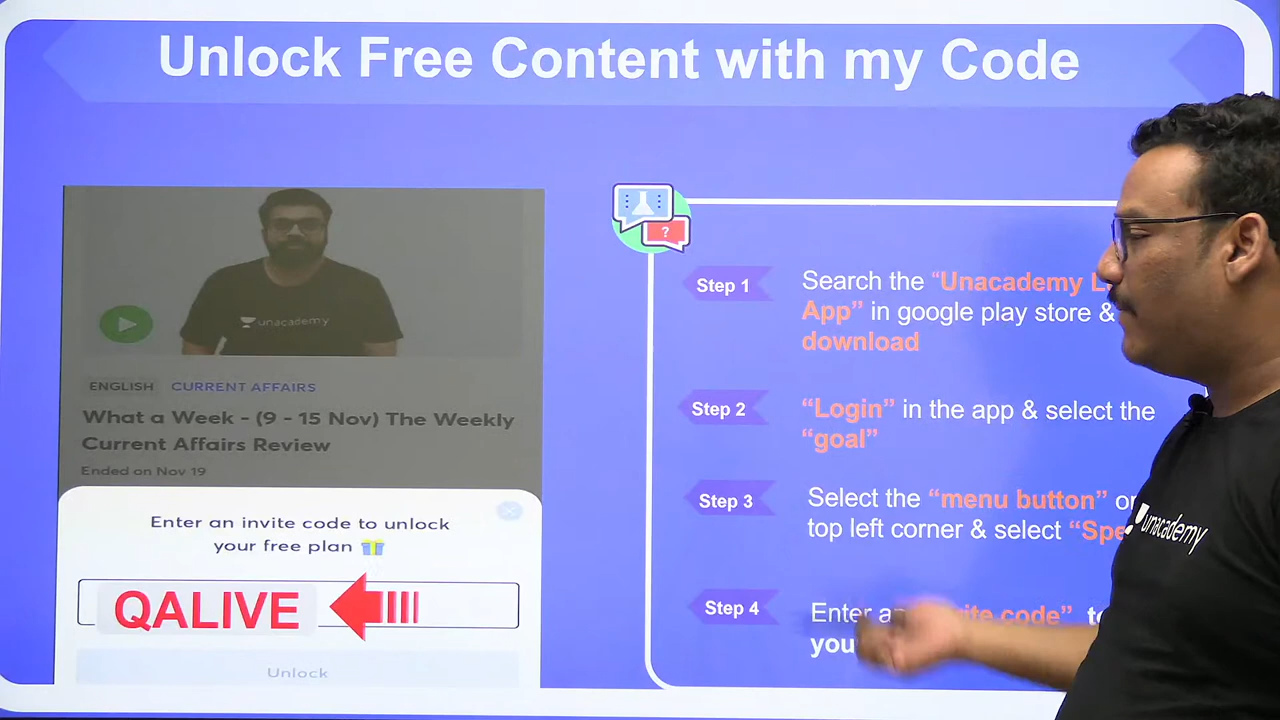 Unlock Free Content with my Code
unacademy
ENGLISH CURRENT AFFAIRS
What a Week - (9 - 15 Nov) The Weekly
Current Affairs Review
Ended on Nov 19
Enter an invite code to unlock
your free plan
QALIVE
Unlock
?
Step 1
Search the “Unacademy
App” in google play store &
download
Step 2
“Login” in the app & select the
“goal”
Step 3
Select the “menu button”
top left corner & select
Step 4
Enter code”
unacademy